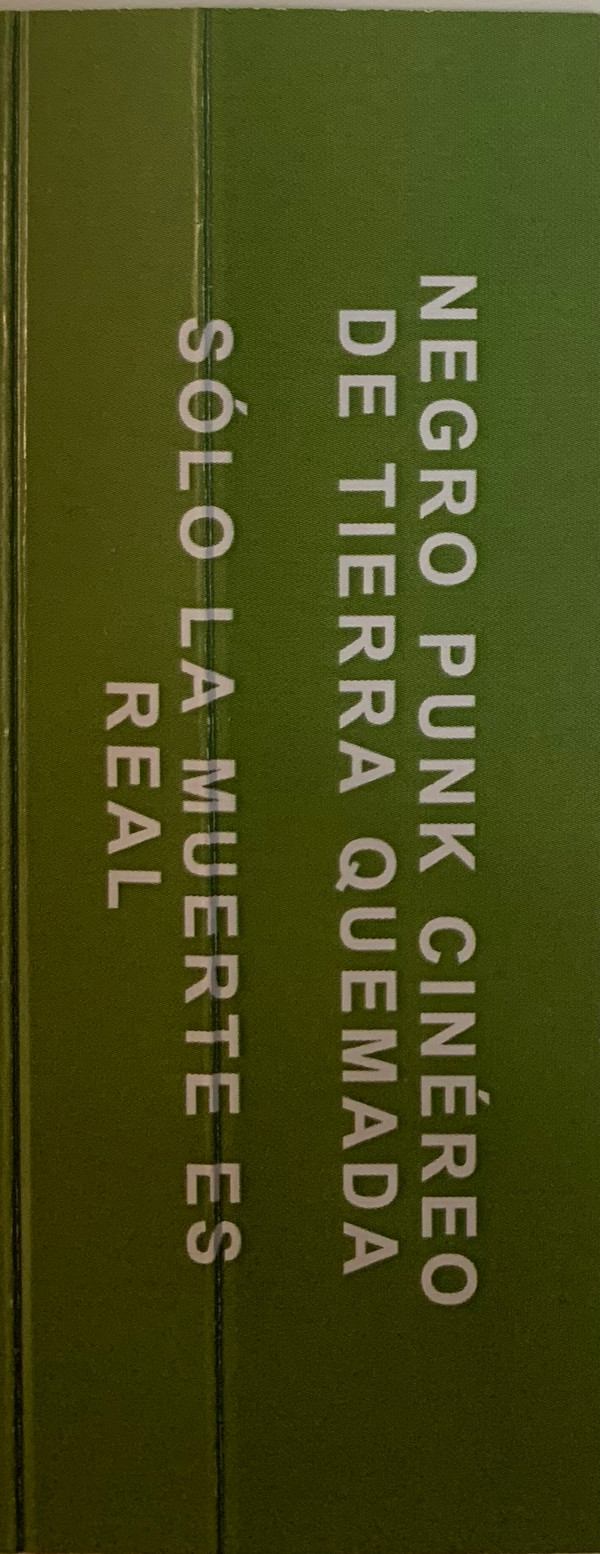 NEGRO PUNK CINÉREO
DE TIERRA QUEMADA
SÓLO LA MUERTE ES
REAL